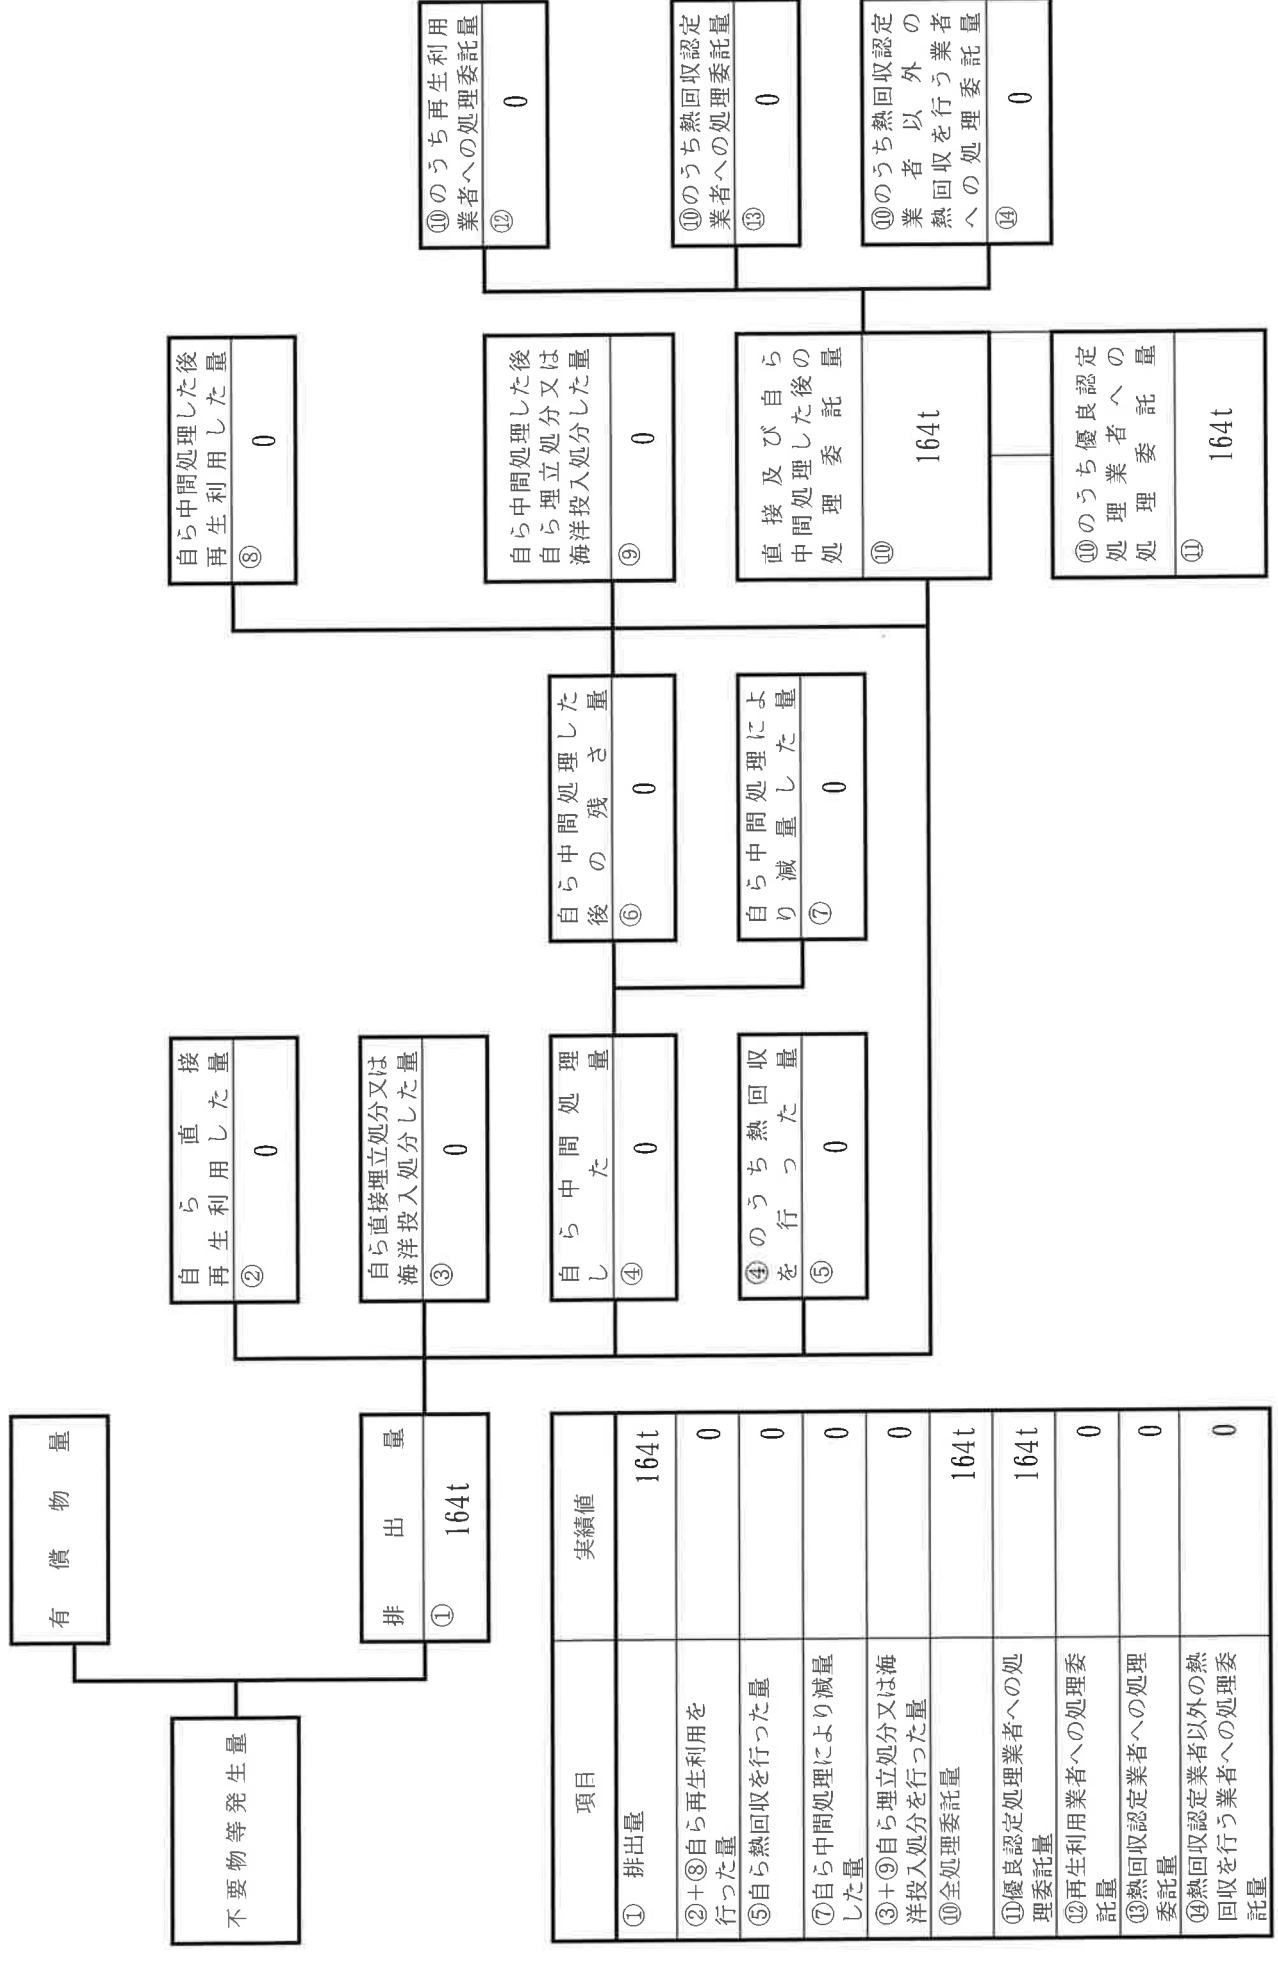 不要物等発生量
有償物量
排出量
①
164t
自ら直接
再生利用した量
②
0
自ら直接埋立処分又は
海洋投入処分した量
③
0
自ら中間処理
した量
④
0
④のうち熱回収
を行った量
⑤
0
自ら中間処理した
後の残さ量
⑥
0
自ら中間処理によ
り減量した量
⑦
0
自ら中間処理した後
再生利用した量
⑧
0
自ら中間処理した後
自ら埋立処分又は
海洋投入処分した量
⑨
0
直接及び自ら
中間処理した後の
処理委託量
⑩
164t
⑩のうち優良認定
処理業者への
処理委託量
⑪
164t
⑩のうち再生利用
業者への処理委託量
⑫
0
⑩のうち熱回収認定
業者への処理委託量
⑬
0
⑩のうち熱回収認定
業者以外の
熱回収を行う業者
への処理委託量
⑭
0
項目 実績値
① 排出量 164t
②+⑧自ら再生利用を
行った量 0
⑤自ら熱回収を行った量 0
⑦自ら中間処理により減量
した量 0
③+⑨自ら埋立処分又は海
洋投入処分を行った量 0
⑩全処理委託量 164t
⑪優良認定処理業者への処
理委託量 164t
⑫再生利用業者への処理委
託量 0
⑬熱回収認定業者への処理
委託量 0
⑭熱回収認定業者以外の熱
回収を行う業者への処理委
託量 0